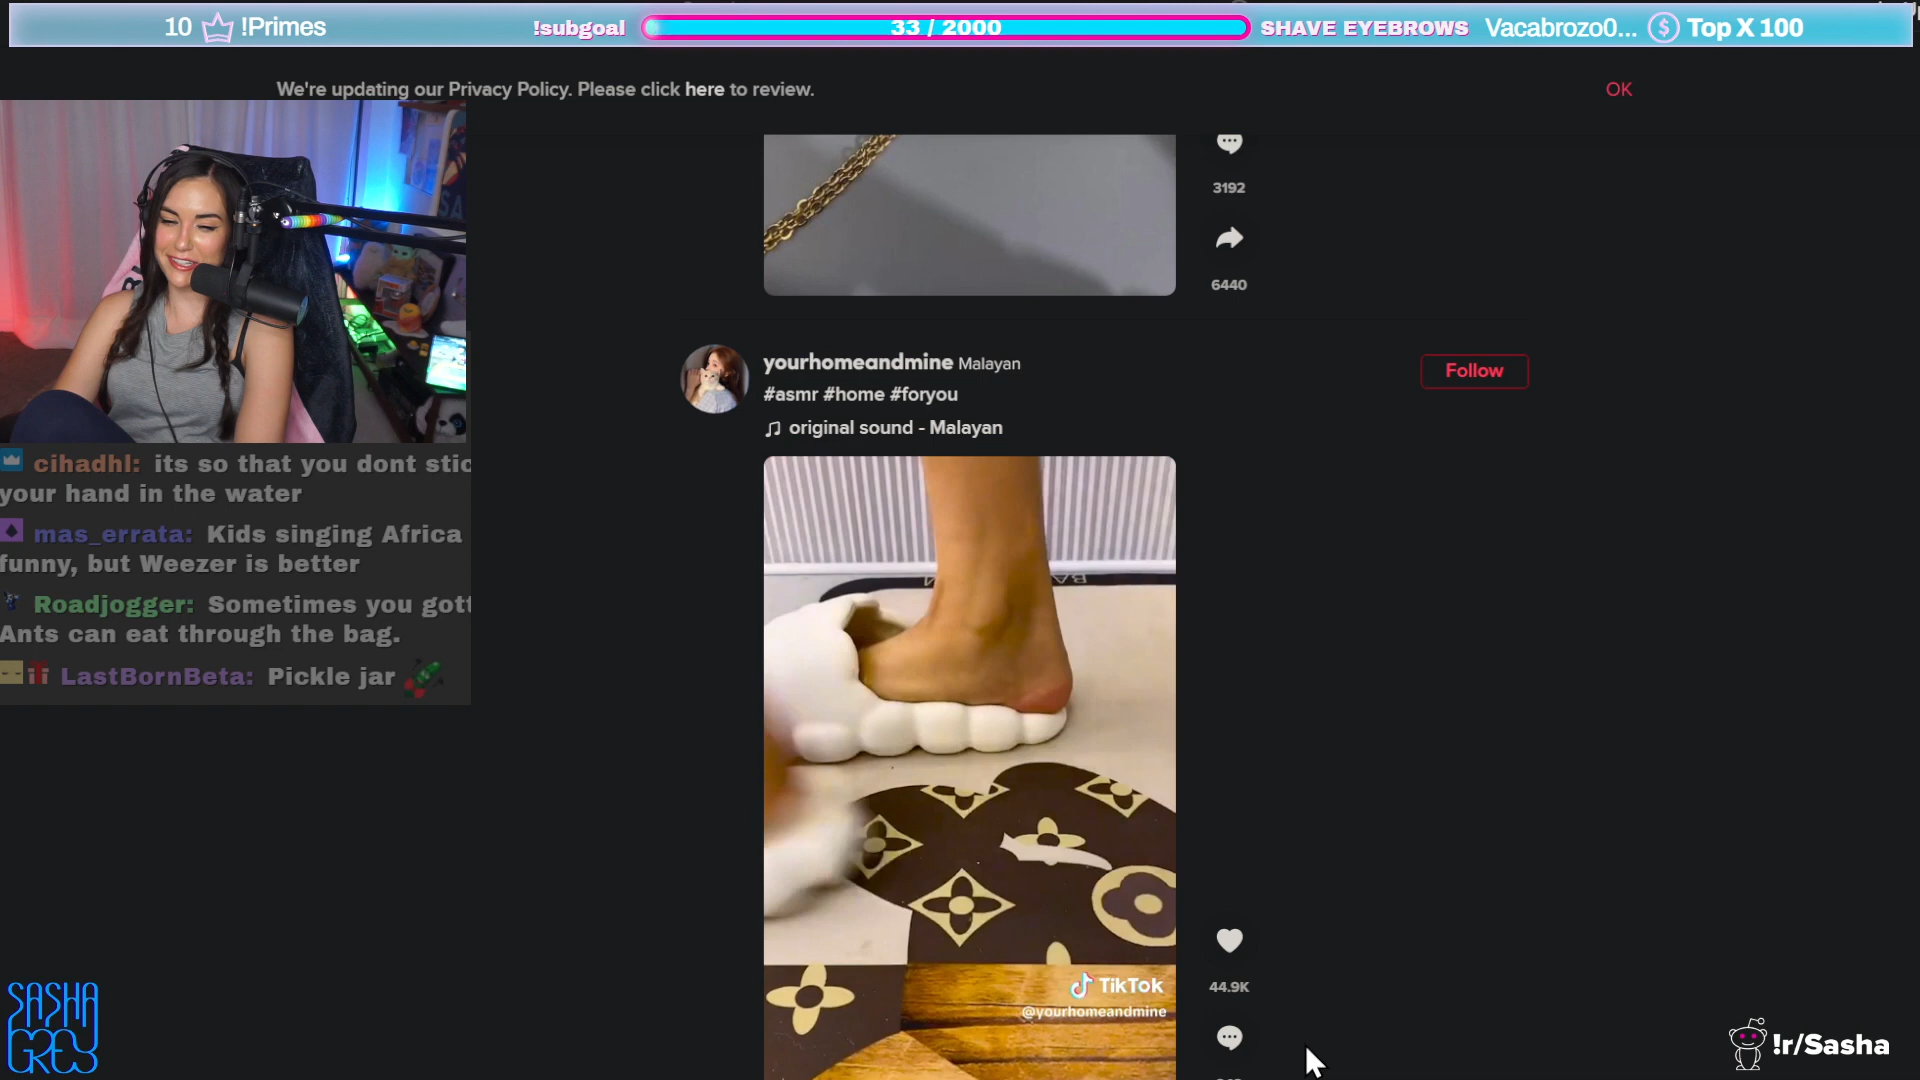 10 !Primes
!subgoal 33 / 2000 SHAVE EYEBROWS Vacabrozo0... $ Top X 100
We're updating our Privacy Policy. Please click here to review.
OK
3192
6440
yourhomeandmine Malayan
#asmr #home #foryou
original sound - Malayan
Follow
cihadhl: its so that you dont stic
your hand in the water
mas_errata: Kids singing Africa
funny, but Weezer is better
Roadjogger: Sometimes you gott
Ants can eat through the bag.
LastBornBeta: Pickle jar
TikTok
@yourhomeandmine
44.9K
SASHA
GREY
!r/Sasha